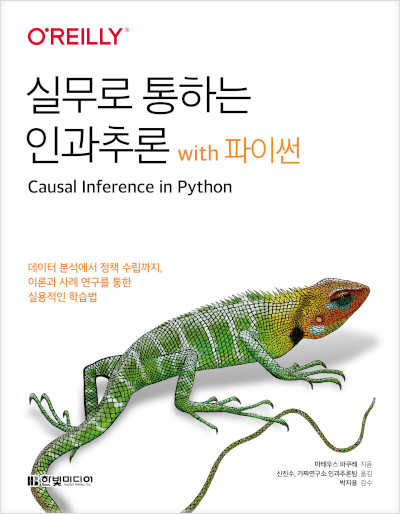 O'REILLY®
실무로 통하는
인과추론 with 파이썬
Causal Inference in Python
데이터 분석에서 정책 수립까지,
이론과 사례 연구를 통한
실용적인 학습법
마테우스 파쿠레 지음
신진수, 가짜연구소 인과추론팀 옮김
박지용 감수
한빛미디어
Hanbit Media, Inc.